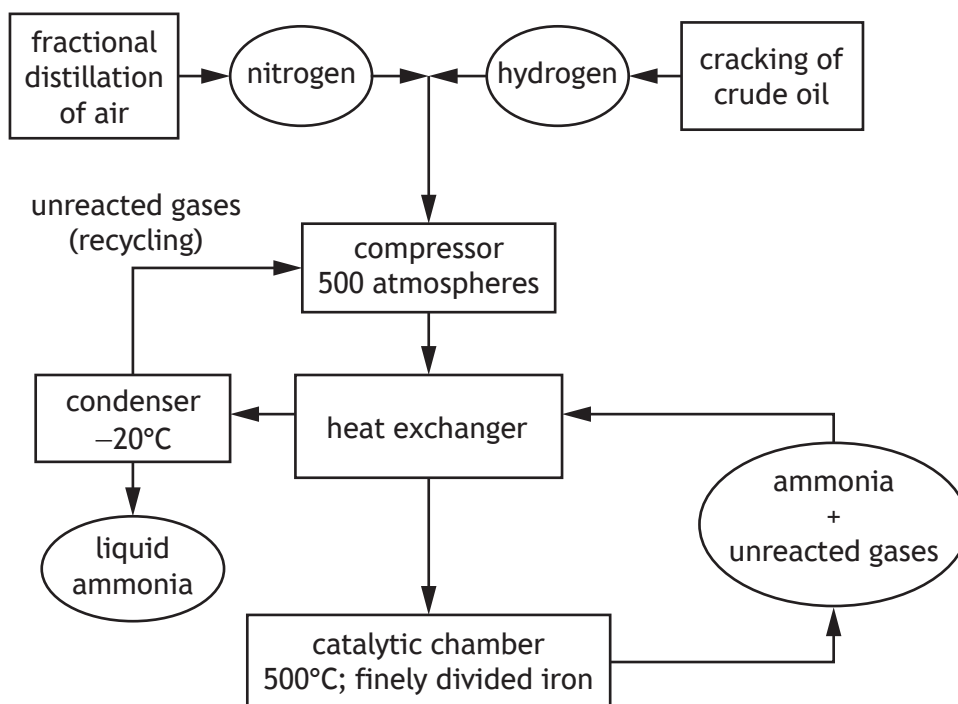 fractional
distillation
of air
nitrogen
hydrogen
cracking of
crude oil
unreacted gases
(recycling)
compressor
500 atmospheres
condenser
–20°C
heat exchanger
ammonia
+
unreacted gases
liquid
ammonia
catalytic chamber
500°C; finely divided iron